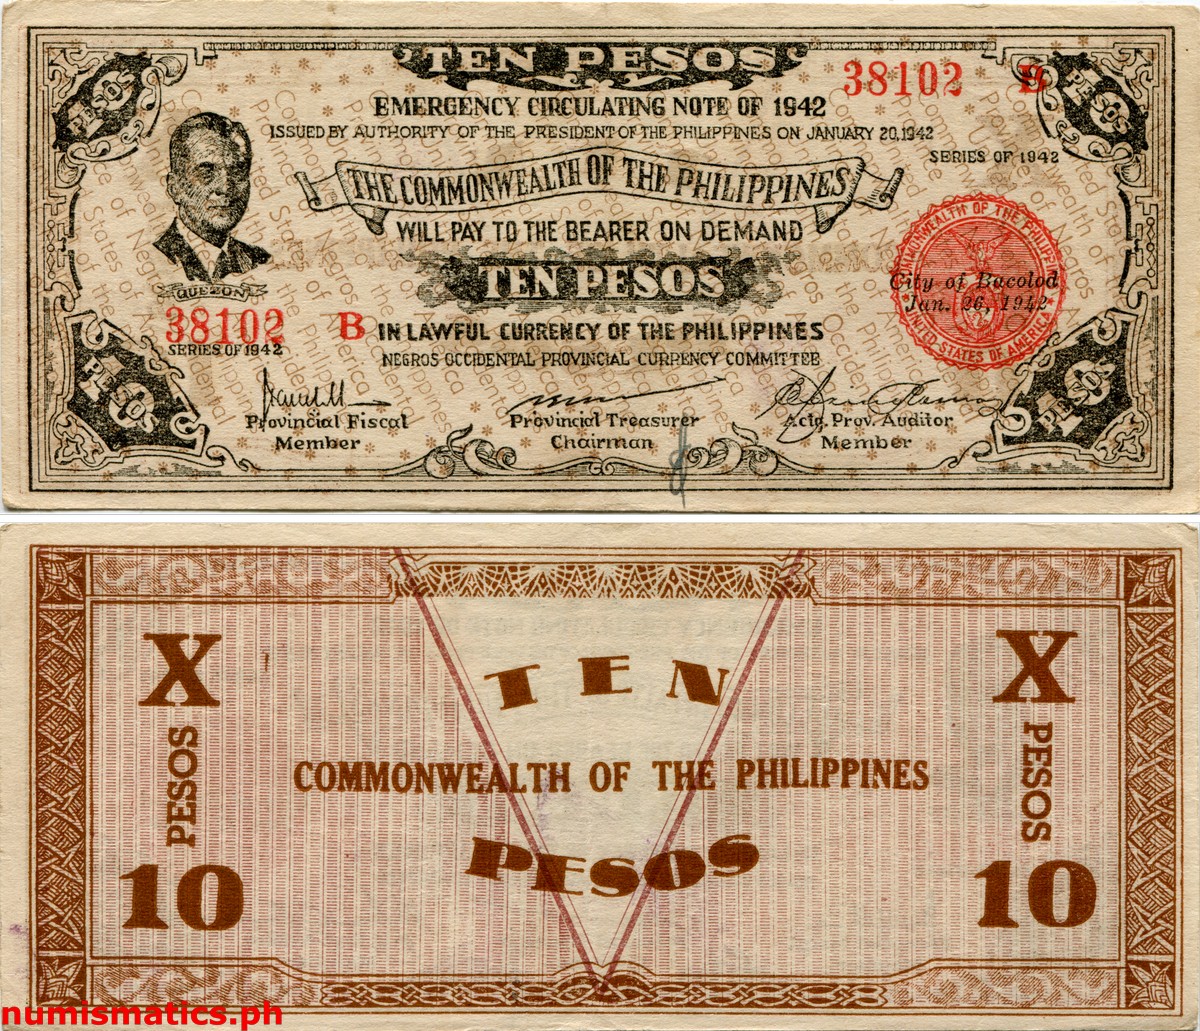 TEN PESOS
38102 B
EMERGENCY CIRCULATING NOTE OF 1942
ISSUED BY AUTHORITY OF THE PRESIDENT OF THE PHILIPPINES ON JANUARY 20, 1942
SERIES OF 1942
THE COMMONWEALTH OF THE PHILIPPINES
WILL PAY TO THE BEARER ON DEMAND
TEN PESOS
IN LAWFUL CURRENCY OF THE PHILIPPINES
NEGROS OCCIDENTAL PROVINCIAL CURRENCY COMMITTEE
QUEZON
38102 B
SERIES OF 1942
COMMONWEALTH OF THE PHILIPPINES
City of Bacolod
Jan. 26, 1942
UNITED STATES OF AMERICA
Provincial Fiscal
Member
Provincial Treasurer
Chairman
Actg. Prov. Auditor
Member
PESOS
PESOS
10 PESOS
10 PESOS
X
PESOS
10
TEN
COMMONWEALTH OF THE PHILIPPINES
PESOS
X
PESOS
10
numismatics.ph